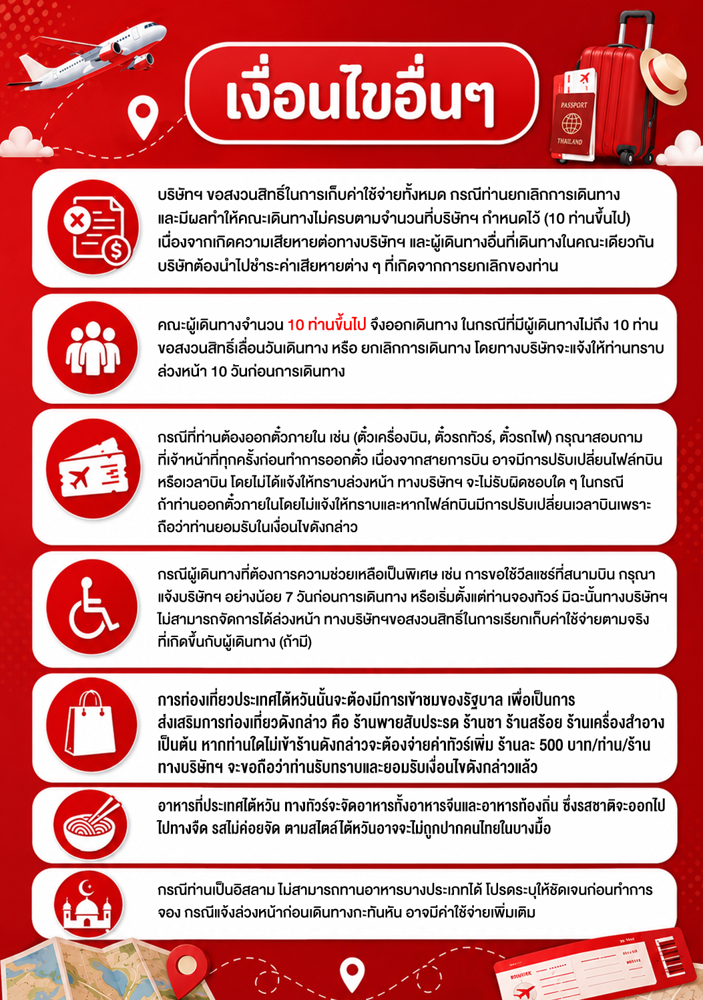 เงื่อนไขอื่นๆ
PASSPORT
THAILAND
บริษัทฯ ขอสงวนสิทธิ์ในการเก็บค่าใช้จ่ายทั้งหมด กรณีท่านยกเลิกการเดินทาง
และมีผลทำให้คณะเดินทางไม่ครบตามจำนวนที่บริษัทฯ กำหนดไว้ (10 ท่านขึ้นไป)
เนื่องจากเกิดความเสียหายต่อทางบริษัทฯ และผู้เดินทางอื่นที่เดินทางในคณะเดียวกัน
บริษัทต้องนำไปชำระค่าเสียหายต่าง ๆ ที่เกิดจากการยกเลิกของท่าน
คณะผู้เดินทางจำนวน 10 ท่านขึ้นไป จึงออกเดินทาง ในกรณีที่มีผู้เดินทางไม่ถึง 10 ท่าน
ขอสงวนสิทธิ์เลื่อนวันเดินทาง หรือ ยกเลิกการเดินทาง โดยทางบริษัทจะแจ้งให้ท่านทราบ
ล่วงหน้า 10 วันก่อนการเดินทาง
กรณีที่ท่านต้องออกตั๋วภายใน เช่น (ตั๋วเครื่องบิน, ตั๋วรถทัวร์, ตั๋วรถไฟ) กรุณาสอบถาม
ที่เจ้าหน้าที่ทุกครั้งก่อนทำการออกตั๋ว เนื่องจากสายการบิน อาจมีการปรับเปลี่ยนไฟล์ทบิน
หรือเวลาบิน โดยไม่ได้แจ้งให้ทราบล่วงหน้า ทางบริษัทฯ จะไม่รับผิดชอบใด ๆ ในกรณี
ถ้าท่านออกตั๋วภายในโดยไม่แจ้งให้ทราบและหากไฟล์ทบินมีการปรับเปลี่ยนเวลาบินเพราะ
ถือว่าท่านยอมรับในเงื่อนไขดังกล่าว
กรณีผู้เดินทางที่ต้องการความช่วยเหลือเป็นพิเศษ เช่น การขอใช้วีลแชร์ที่สนามบิน กรุณา
แจ้งบริษัทฯ อย่างน้อย 7 วันก่อนการเดินทาง หรือเริ่มตั้งแต่ท่านจองทัวร์ มิฉะนั้นทางบริษัทฯ
ไม่สามารถจัดการได้ล่วงหน้า ทางบริษัทฯขอสงวนสิทธิ์ในการเรียกเก็บค่าใช้จ่ายตามจริง
ที่เกิดขึ้นกับผู้เดินทาง (ถ้ามี)
การท่องเที่ยวประเทศไต้หวันนั้นจะต้องมีการเข้าชมของรัฐบาล เพื่อเป็นการ
ส่งเสริมการท่องเที่ยวดังกล่าว คือ ร้านพายสับประรด ร้านชา ร้านสร้อย ร้านเครื่องสำอาง
เป็นต้น หากท่านใดไม่เข้าร้านดังกล่าวจะต้องจ่ายค่าทัวร์เพิ่ม ร้านละ 500 บาท/ท่าน/ร้าน
ทางบริษัทฯ จะขอถือว่าท่านรับทราบและยอมรับเงื่อนไขดังกล่าวแล้ว
อาหารที่ประเทศไต้หวัน ทางทัวร์จะจัดอาหารทั้งอาหารจีนและอาหารท้องถิ่น ซึ่งรสชาติจะออกไป
ไปทางจืด รสไม่ค่อยจัด ตามสไตล์ไต้หวันอาจจะไม่ถูกปากคนไทยในบางมื้อ
กรณีท่านเป็นอิสลาม ไม่สามารถทานอาหารบางประเภทได้ โปรดระบุให้ชัดเจนก่อนทำการ
จอง กรณีแจ้งล่วงหน้าก่อนเดินทางกะทันหัน อาจมีค่าใช้จ่ายเพิ่มเติม